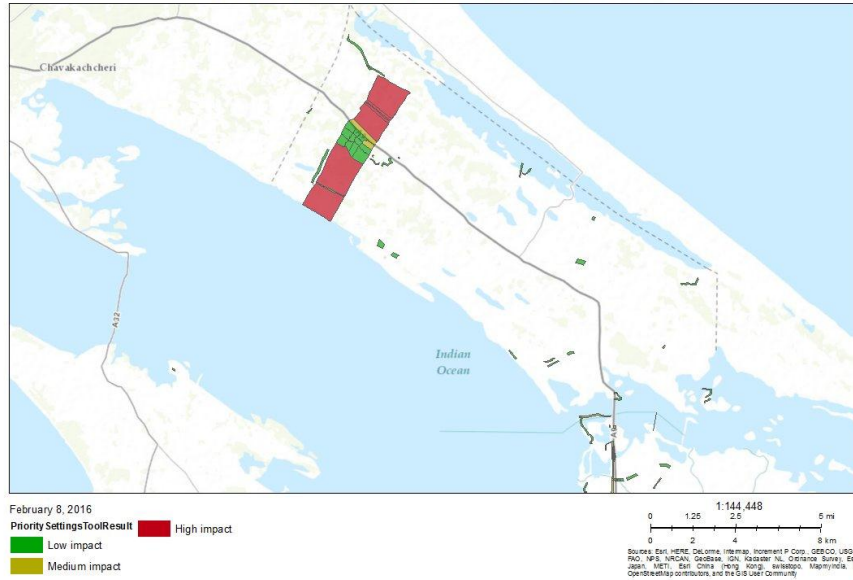 Chavakachcheri
A32
Indian
Ocean
A9
February 8, 2016
PrioritySettingsToolResult
High impact
Low impact
Medium impact
1:144,448
0 1.25 2.5 5 mi
0 2 4 8 km
Sources: Esri, HERE, DeLorme, Intermap, Increment P Corp., GEBCO, USG
FAO, NPS, NRCAN, GeoBase, IGN, Kadaster NL, Ordnance Survey, Es
Japan, METI, Esri China (Hong Kong), swisstopo, MapmyIndia,
OpenStreetMap contributors, and the GIS User Community